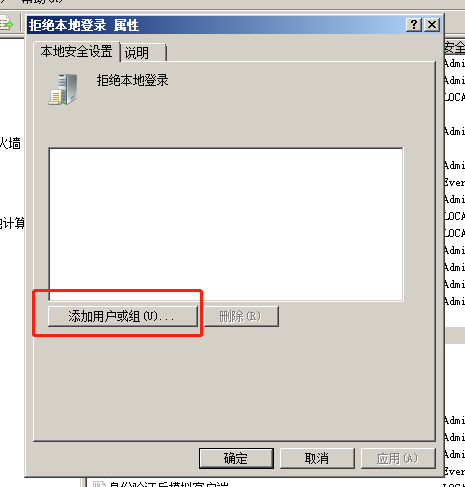 拒绝本地登录 属性
本地安全设置
说明
拒绝本地登录
添加用户或组(U)...
删除(R)
确定
取消
应用(A)
火墙
安全
Admi
Admi
LOCA
Admi
Admi
Ever
Admi
LOCA
LOCA
Admi
Admi
Admi
Admi
Admi
Admi
Admi
Ever
LOCA